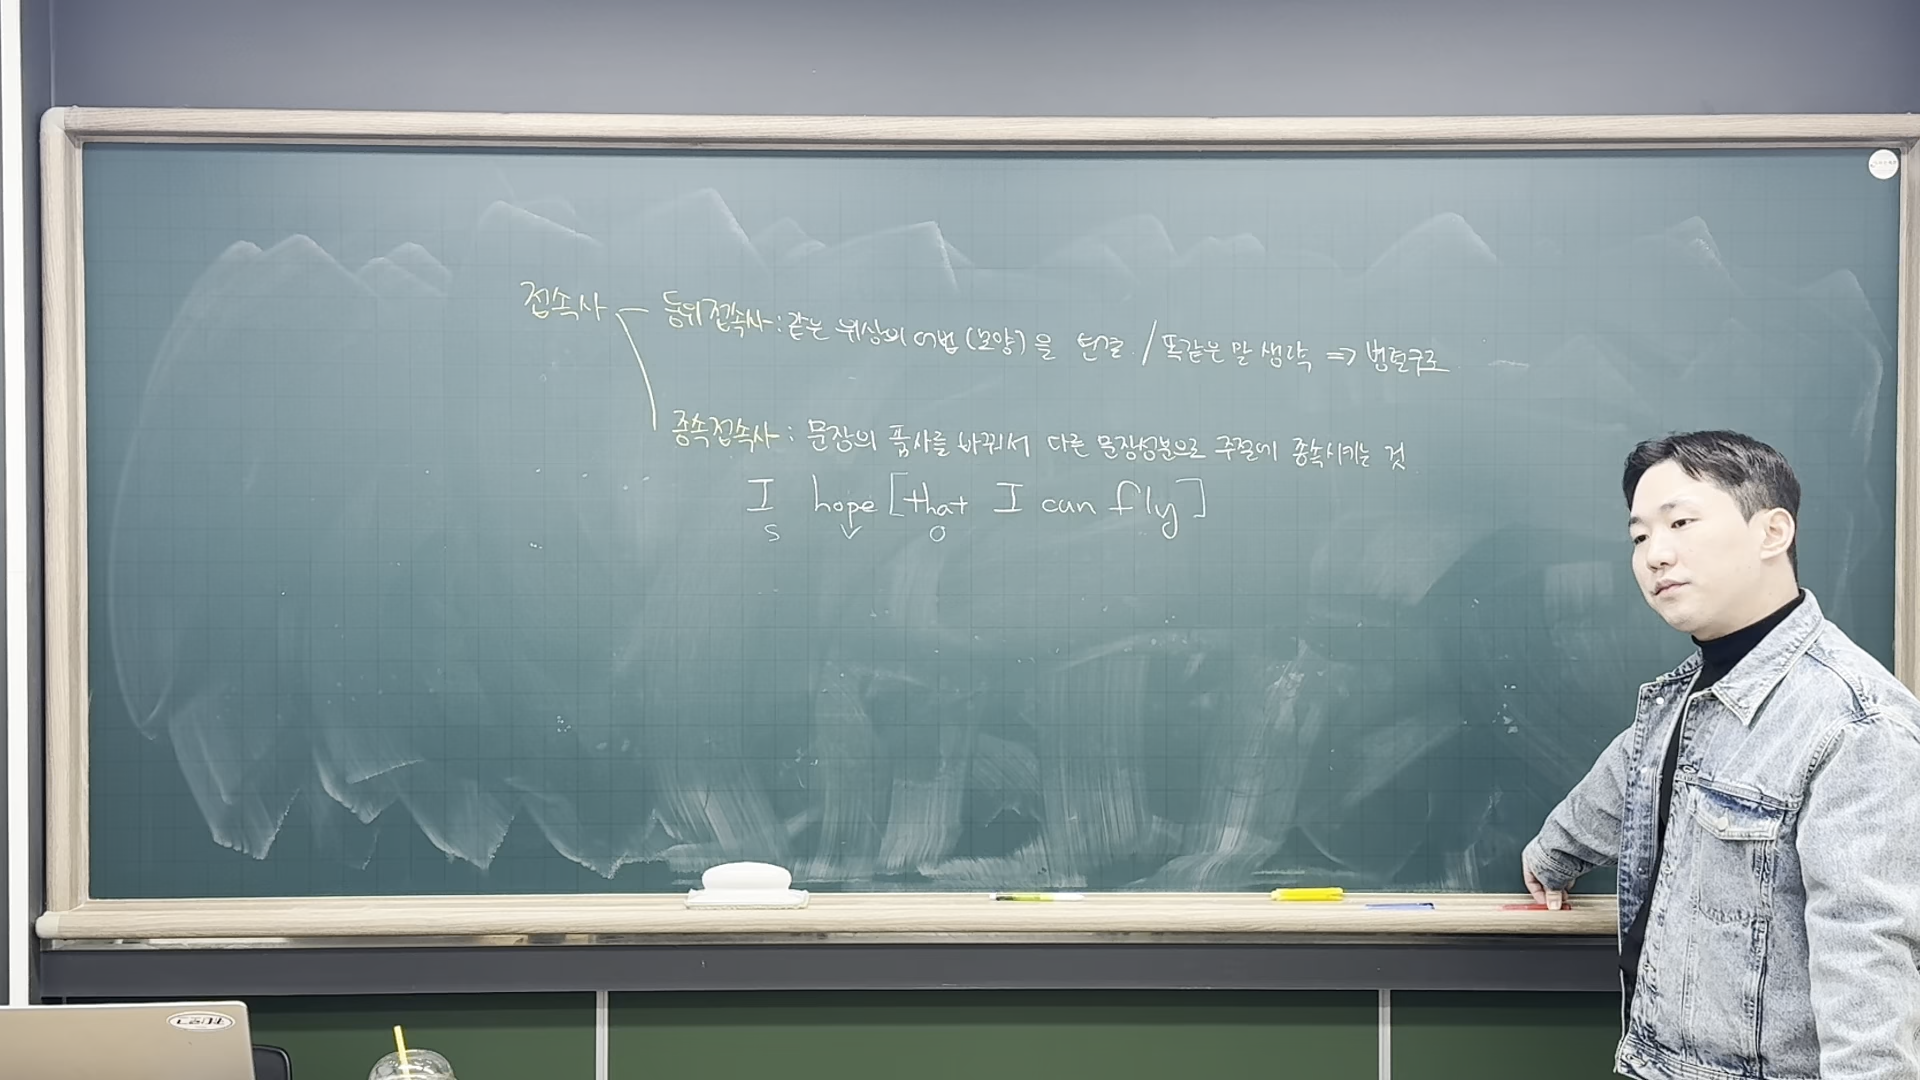 접속사 동위접속사 : 같은 위상의 어법 (모양)을 연결. / 똑같은 말 생략 => 병렬구조
종속접속사 : 문장의 품사를 바꿔서 다른 문장성분으로 주절에 종속시키는 것
I hope [that I can fly]
S V O